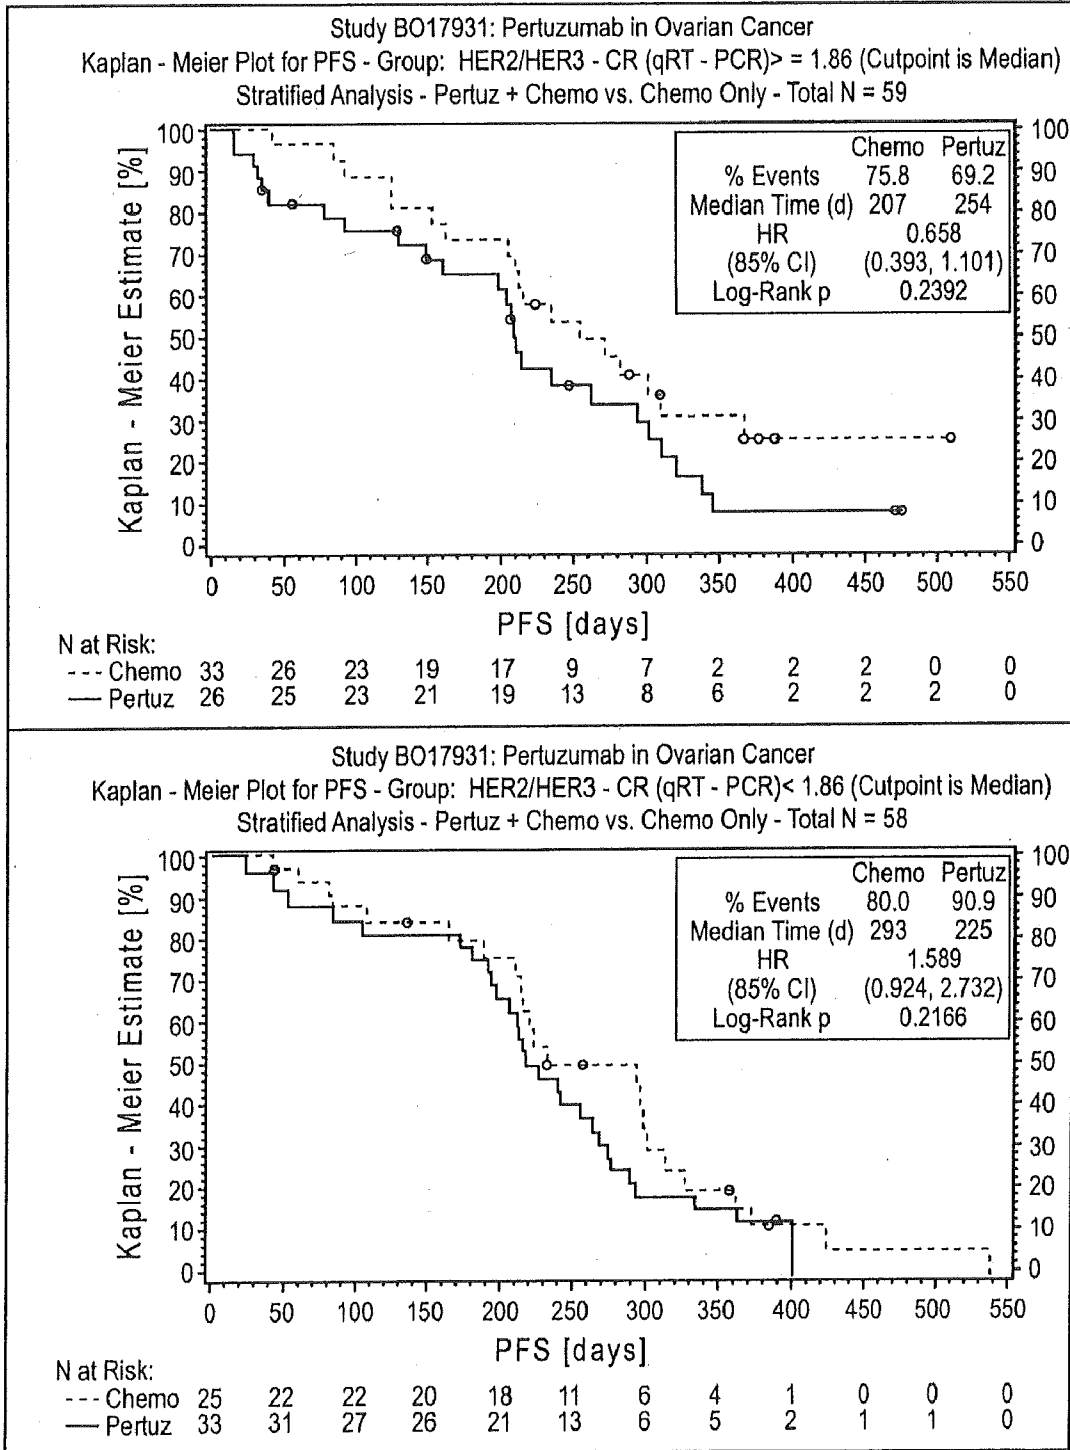 Study BO17931: Pertuzumab in Ovarian Cancer
Kaplan - Meier Plot for PFS - Group: HER2/HER3 - CR (qRT - PCR)> = 1.86 (Cutpoint is Median)
Stratified Analysis - Pertuz + Chemo vs. Chemo Only - Total N = 59
Kaplan - Meier Estimate [%]
100 90 80 70 60 50 40 30 20 10 0
Chemo Pertuz
% Events 75.8 69.2
Median Time (d) 207 254
HR 0.658
(85% CI) (0.393, 1.101)
Log-Rank p 0.2392
100 90 80 70 60 50 40 30 20 10 0
0 50 100 150 200 250 300 350 400 450 500 550
PFS [days]
N at Risk:
--- Chemo 33 26 23 19 17 9 7 2 2 2 0 0
— Pertuz 26 25 23 21 19 13 8 6 2 2 2 0
Study BO17931: Pertuzumab in Ovarian Cancer
Kaplan - Meier Plot for PFS - Group: HER2/HER3 - CR (qRT - PCR)< 1.86 (Cutpoint is Median)
Stratified Analysis - Pertuz + Chemo vs. Chemo Only - Total N = 58
Kaplan - Meier Estimate [%]
100 90 80 70 60 50 40 30 20 10 0
Chemo Pertuz
% Events 80.0 90.9
Median Time (d) 293 225
HR 1.589
(85% CI) (0.924, 2.732)
Log-Rank p 0.2166
100 90 80 70 60 50 40 30 20 10 0
0 50 100 150 200 250 300 350 400 450 500 550
PFS [days]
N at Risk:
--- Chemo 25 22 22 20 18 11 6 4 1 0 0 0
— Pertuz 33 31 27 26 21 13 6 5 2 1 1 0